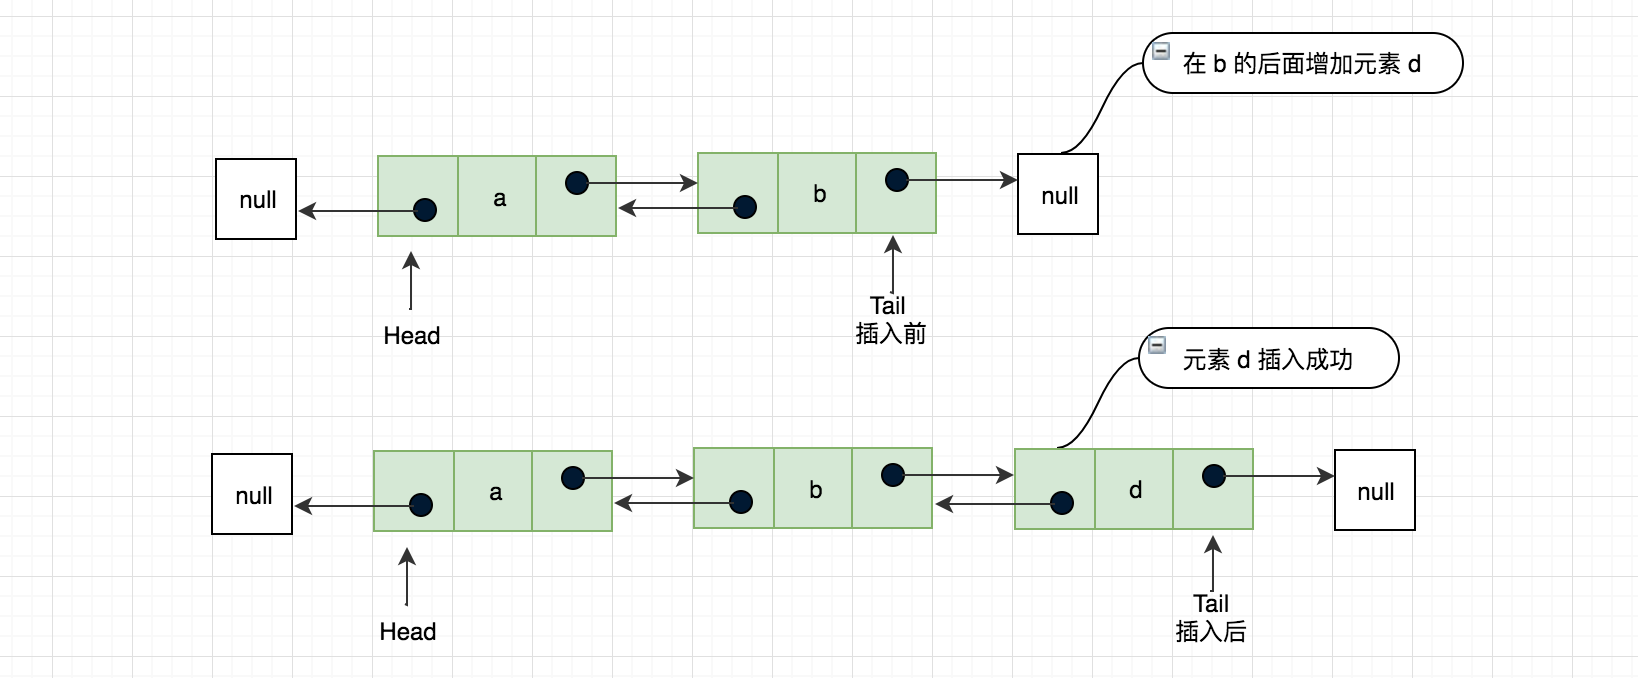 在 b 的后面增加元素 d
null
a
b
null
Head
Tail
插入前
元素 d 插入成功
null
a
b
d
null
Head
Tail
插入后